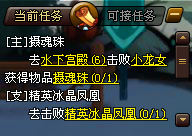 当前任务 可接任务
[主]摄魂珠
去水下宫殿(6)击败小龙女
获得物品摄魂珠(0/1)
[支]精英冰晶凤凰
去击败精英冰晶凤凰(0/1)